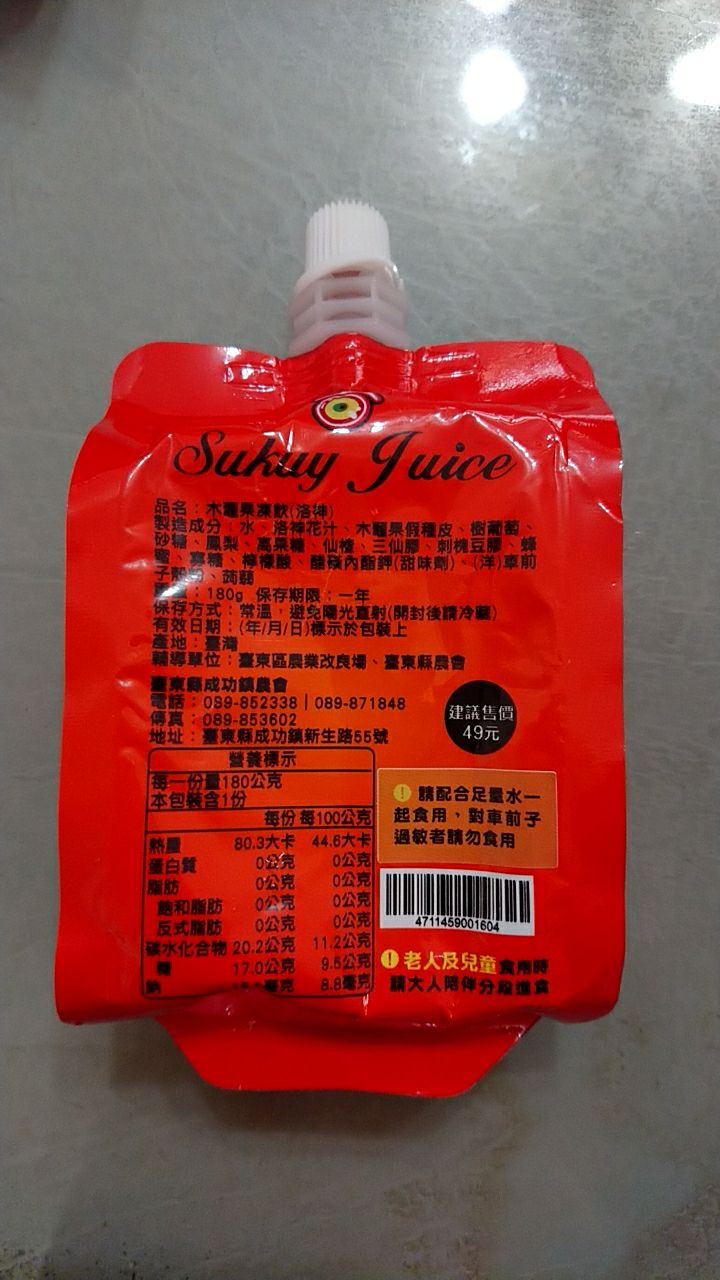 Sukuy Juice
品名：木虌果凍飲(洛神)
製造成分：水、洛神花汁、木虌果假種皮、樹葡萄、
砂糖、鳳梨、高果糖、仙楂、三仙膠、刺槐豆膠、蜂
蜜、寡糖、檸檬酸、醋磺內酯鉀(甜味劑)、(洋)車前
子殼粉、蒟蒻
：180g 保存期限：一年
保存方式：常溫，避免陽光直射(開封後請冷藏)
有效日期：(年/月/日)標示於包裝上
產地：臺灣
輔導單位：臺東區農業改良場、臺東縣農會
臺東縣成功鎮農會
電話：089-852338｜089-871848
傳真：089-853602
地址：臺東縣成功鎮新生路55號
建議售價
49元
營養標示
每一份量180公克
本包裝含1份
每份 每100公克
熱量 80.3大卡 44.6大卡
蛋白質 0公克 0公克
脂肪 0公克 0公克
飽和脂肪 0公克 0公克
反式脂肪 0公克 0公克
碳水化合物 20.2公克 11.2公克
糖 17.0公克 9.5公克
鈉 毫克 8.8毫克
! 請配合足量水一
起食用，對車前子
過敏者請勿食用
4711459001604
! 老人及兒童食用時
請大人陪伴分段進食